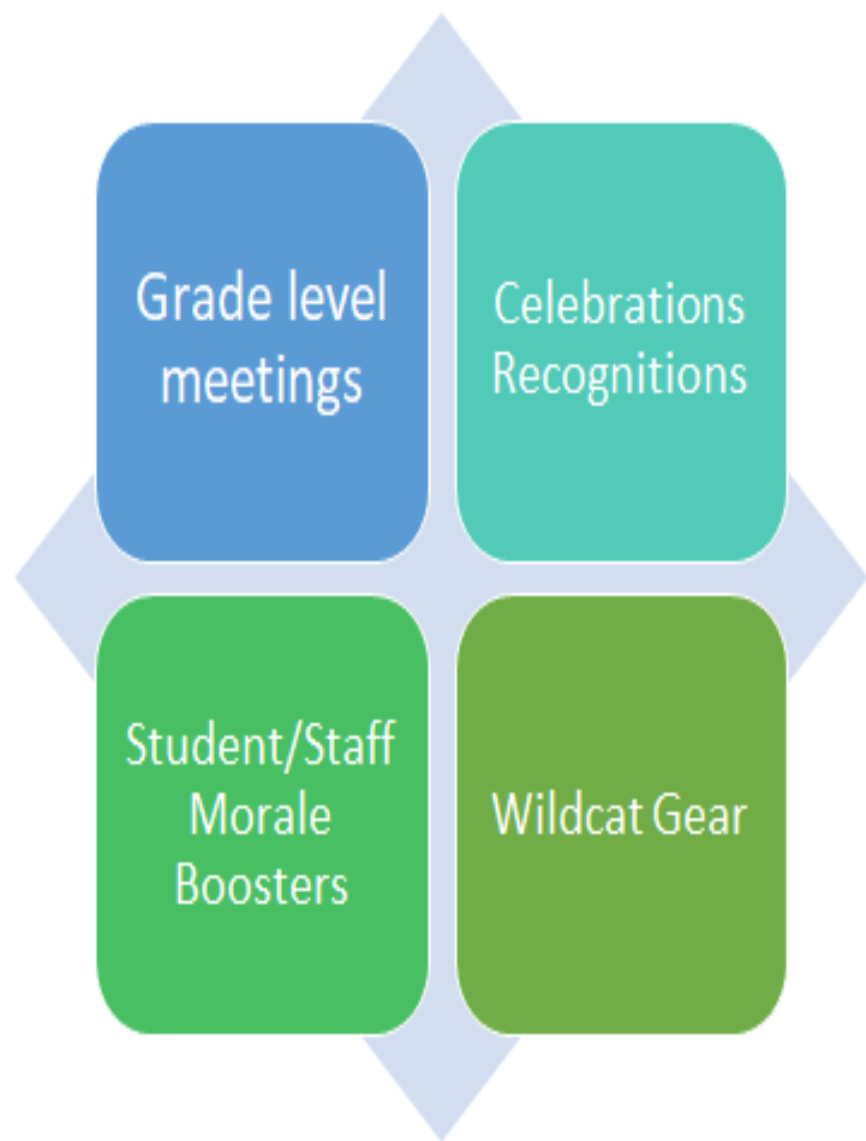 Grade level
meetings
Celebrations
Recognitions
Student/Staff
Morale
Boosters
Wildcat Gear